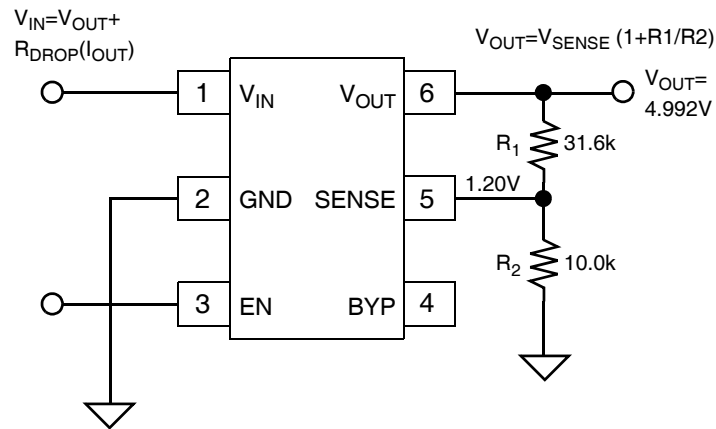 V_IN=V_OUT+
R_DROP(I_OUT)
V_OUT=V_SENSE (1+R1/R2)
V_OUT=
4.992V
1 V_IN V_OUT 6
R_1 31.6k
1.20V
2 GND SENSE 5
R_2 10.0k
3 EN BYP 4